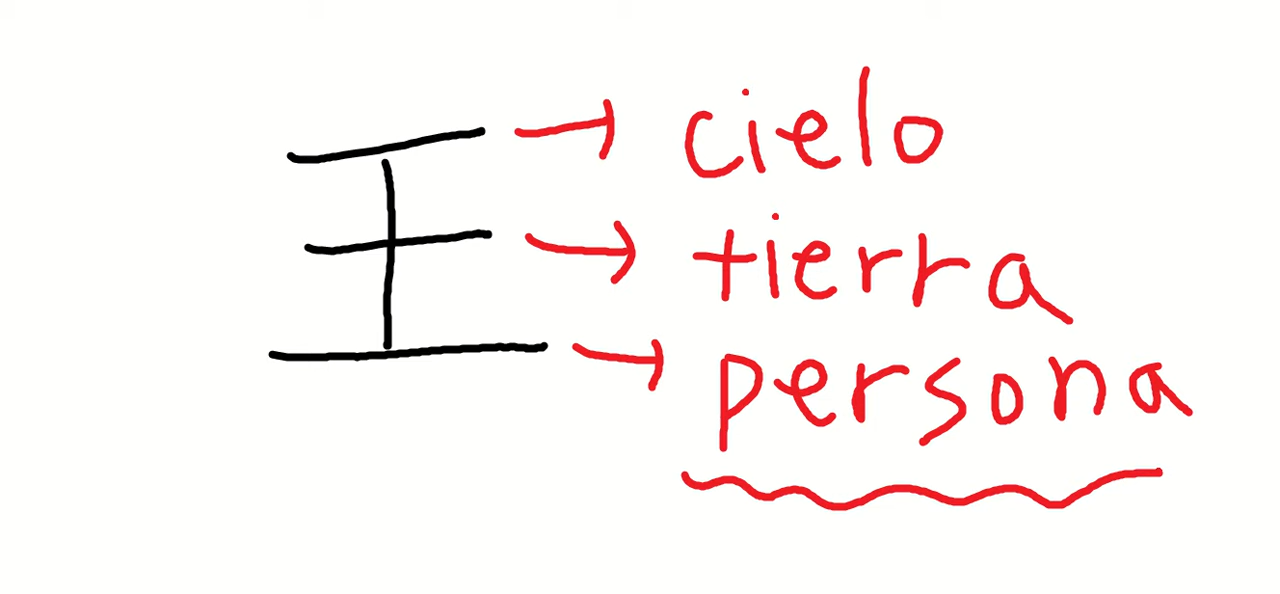 王 → cielo
→ tierra
→ persona